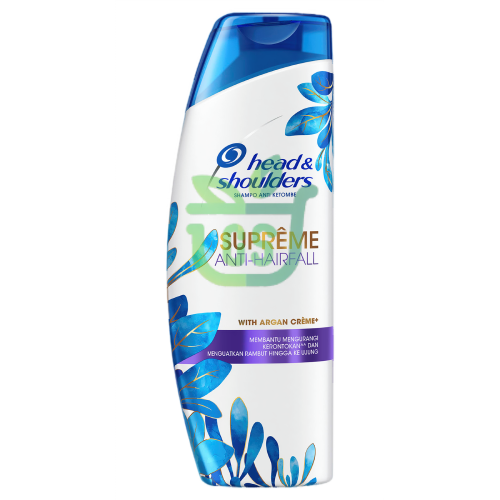 head&
shoulders
SHAMPO ANTI KETOMBE
SUPRÊME
ANTI-HAIRFALL
WITH ARGAN CRÈME+
MEMBANTU MENGURANGI
KERONTOKAN** DAN
MENGUATKAN RAMBUT HINGGA KE UJUNG